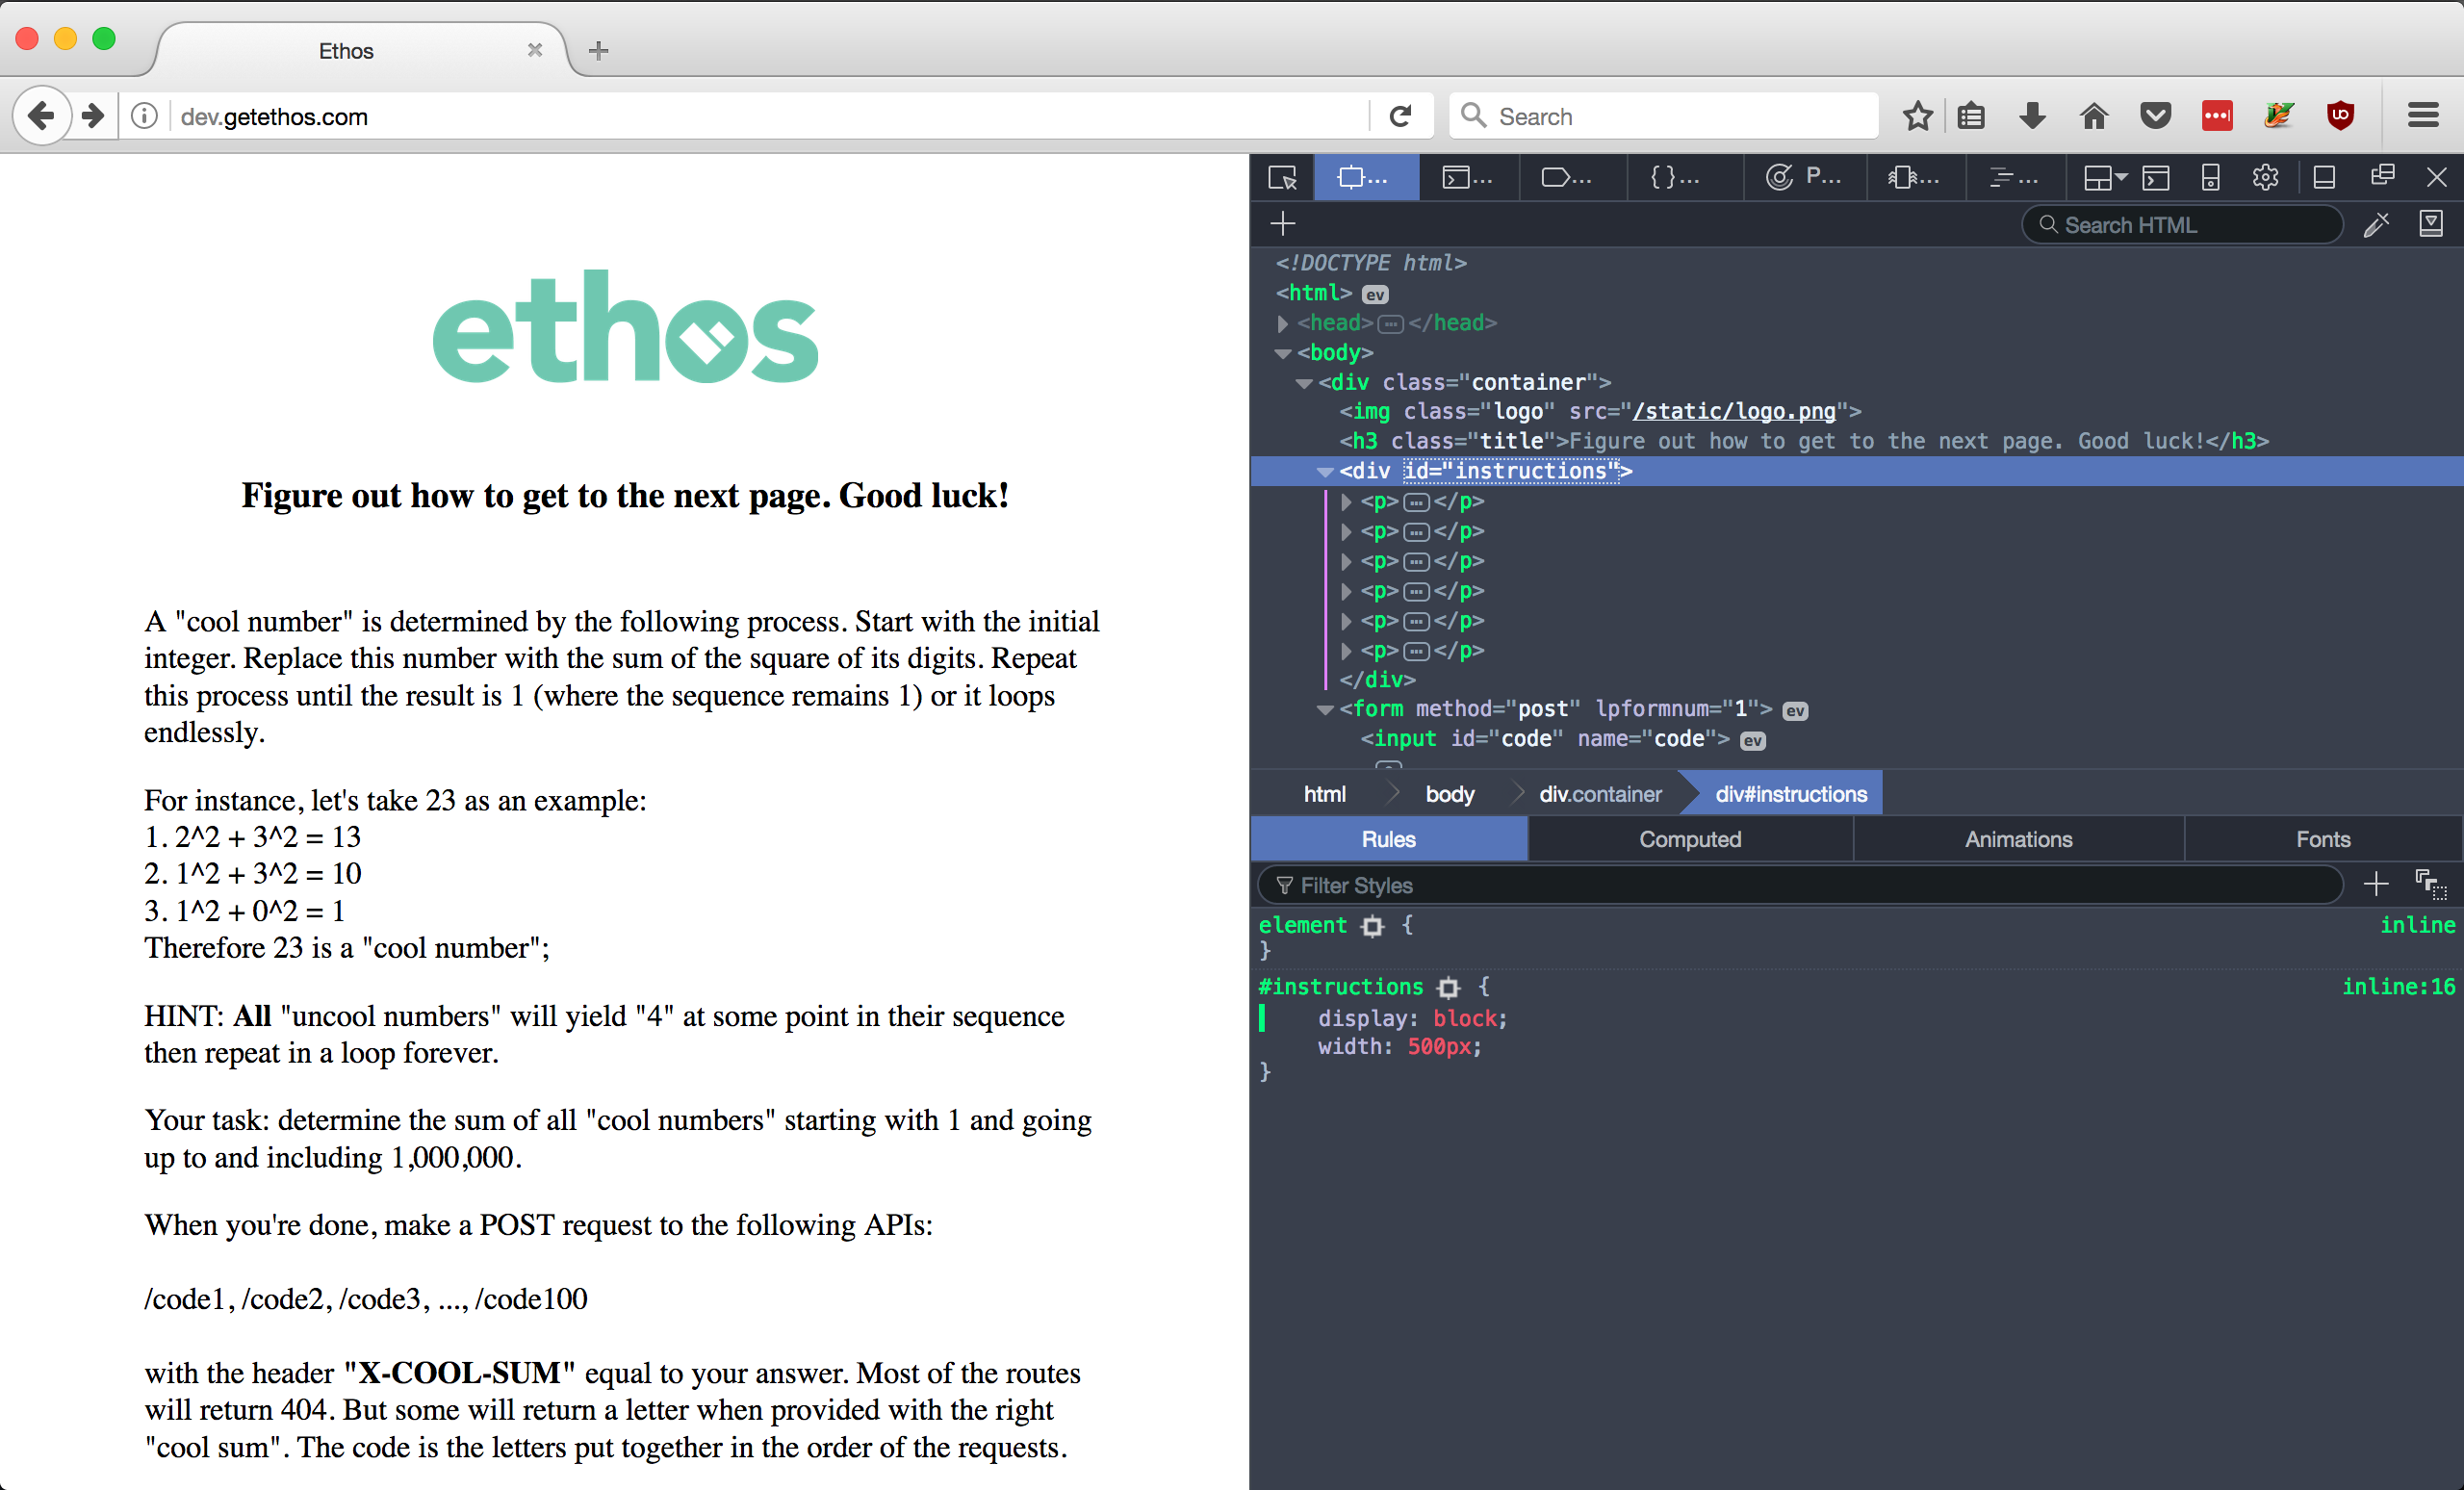 Ethos
dev.getethos.com
Search
ethos
Figure out how to get to the next page. Good luck!
A "cool number" is determined by the following process. Start with the initial
integer. Replace this number with the sum of the square of its digits. Repeat
this process until the result is 1 (where the sequence remains 1) or it loops
endlessly.
For instance, let's take 23 as an example:
1. 2^2 + 3^2 = 13
2. 1^2 + 3^2 = 10
3. 1^2 + 0^2 = 1
Therefore 23 is a "cool number";
HINT: All "uncool numbers" will yield "4" at some point in their sequence
then repeat in a loop forever.
Your task: determine the sum of all "cool numbers" starting with 1 and going
up to and including 1,000,000.
When you're done, make a POST request to the following APIs:
/code1, /code2, /code3, ..., /code100
with the header "X-COOL-SUM" equal to your answer. Most of the routes
will return 404. But some will return a letter when provided with the right
"cool sum". The code is the letters put together in the order of the requests.
P...
Search HTML
<!DOCTYPE html>
<html> ev
<head></head>
<body>
<div class="container">
<img class="logo" src="/static/logo.png">
<h3 class="title">Figure out how to get to the next page. Good luck!</h3>
<div id="instructions">
<p></p>
<p></p>
<p></p>
<p></p>
<p></p>
<p></p>
</div>
<form method="post" lpformnum="1"> ev
<input id="code" name="code"> ev
html body div.container div#instructions
Rules Computed Animations Fonts
Filter Styles
element { inline
}
#instructions { inline:16
display: block;
width: 500px;
}